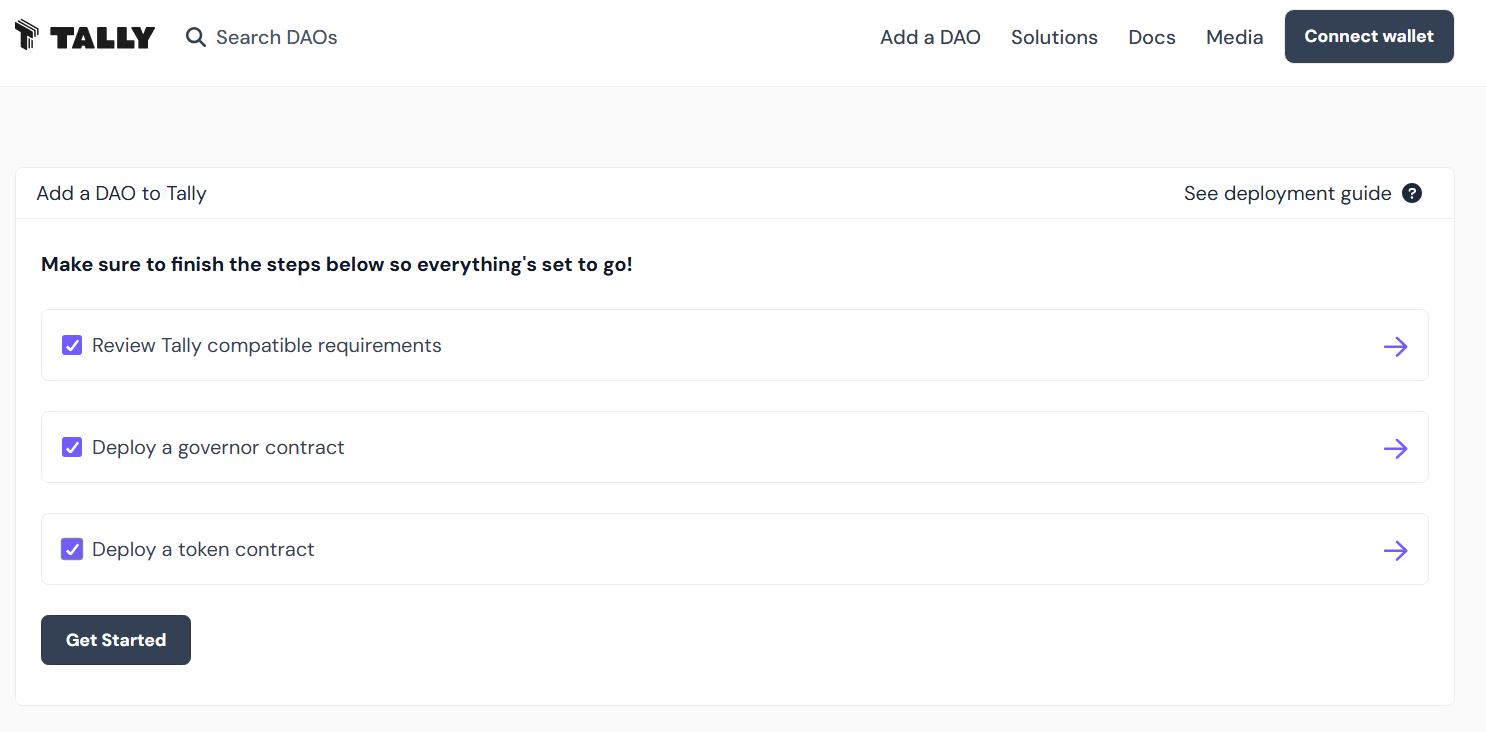 TALLY Search DAOs Add a DAO Solutions Docs Media Connect wallet
Add a DAO to Tally See deployment guide ?
Make sure to finish the steps below so everything's set to go!
Review Tally compatible requirements
Deploy a governor contract
Deploy a token contract
Get Started